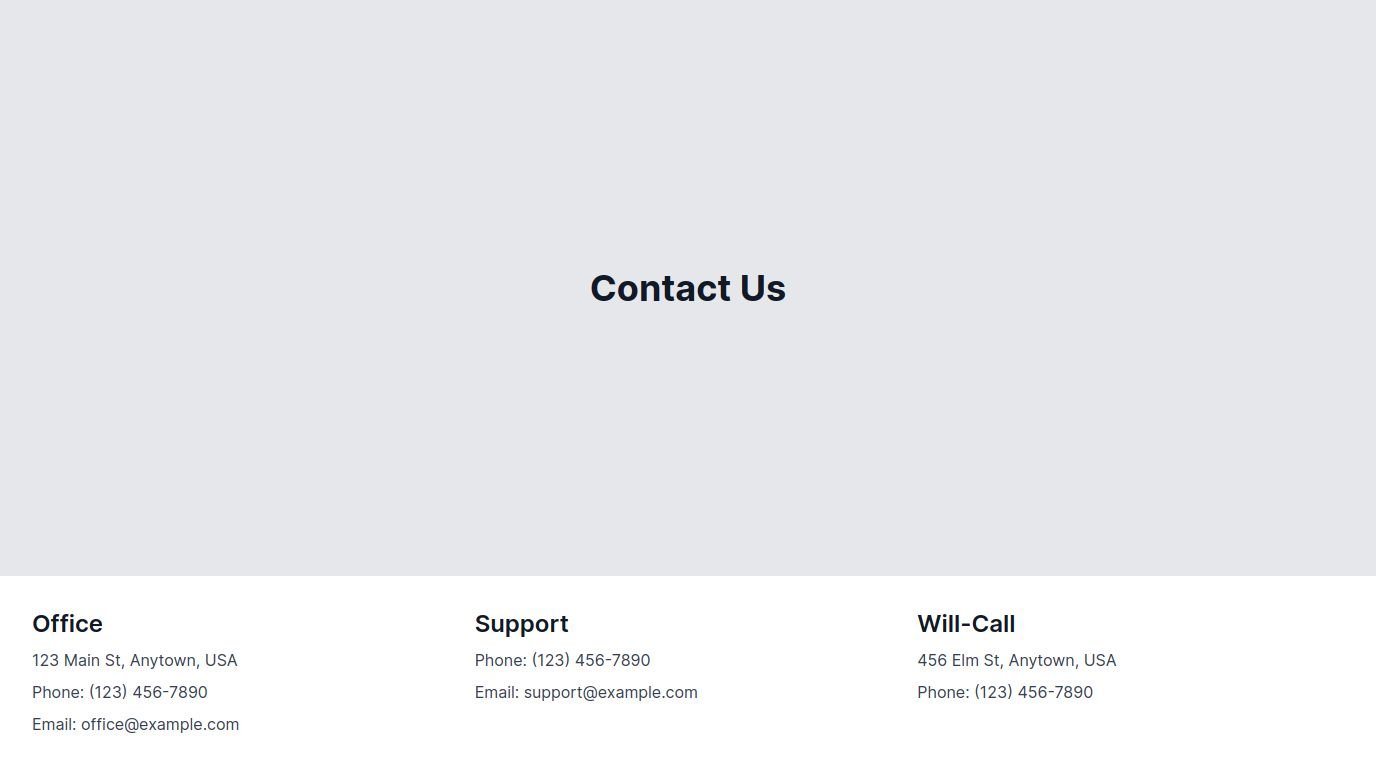 Contact Us
Office
123 Main St, Anytown, USA
Phone: (123) 456-7890
Email: office@example.com
Support
Phone: (123) 456-7890
Email: support@example.com
Will-Call
456 Elm St, Anytown, USA
Phone: (123) 456-7890